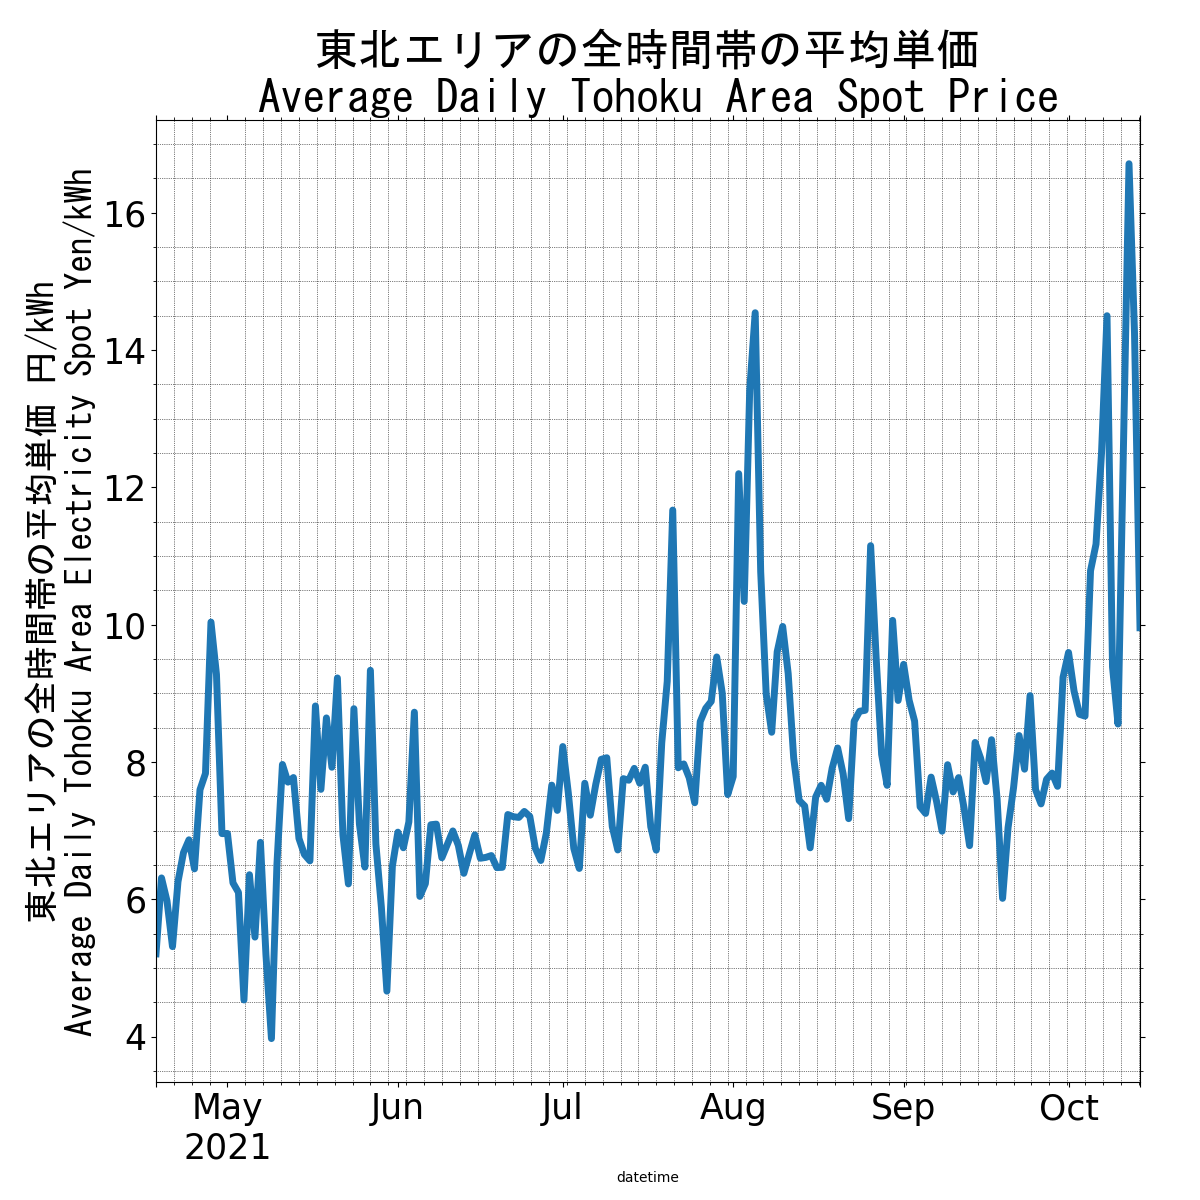 東北エリアの全時間帯の平均単価
Average Daily Tohoku Area Spot Price
東北エリアの全時間帯の平均単価 円/kWh
Average Daily Tohoku Area Electricity Spot Yen/kWh
16
14
12
10
8
6
4
May
2021
Jun
Jul
Aug
Sep
Oct
datetime